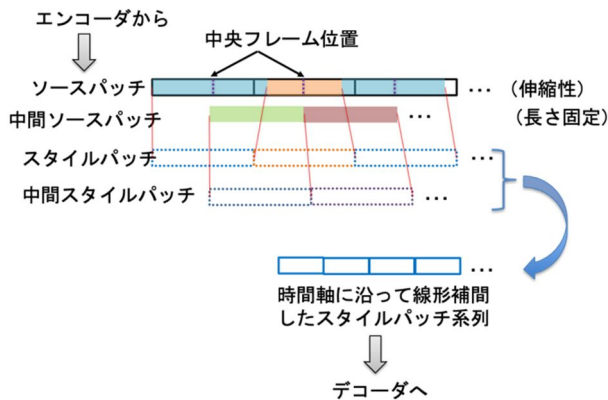 エンコーダから
中央フレーム位置
ソースパッチ ... （伸縮性）
中間ソースパッチ ... （長さ固定）
スタイルパッチ ...
中間スタイルパッチ ...
...
時間軸に沿って線形補間
したスタイルパッチ系列
デコーダへ